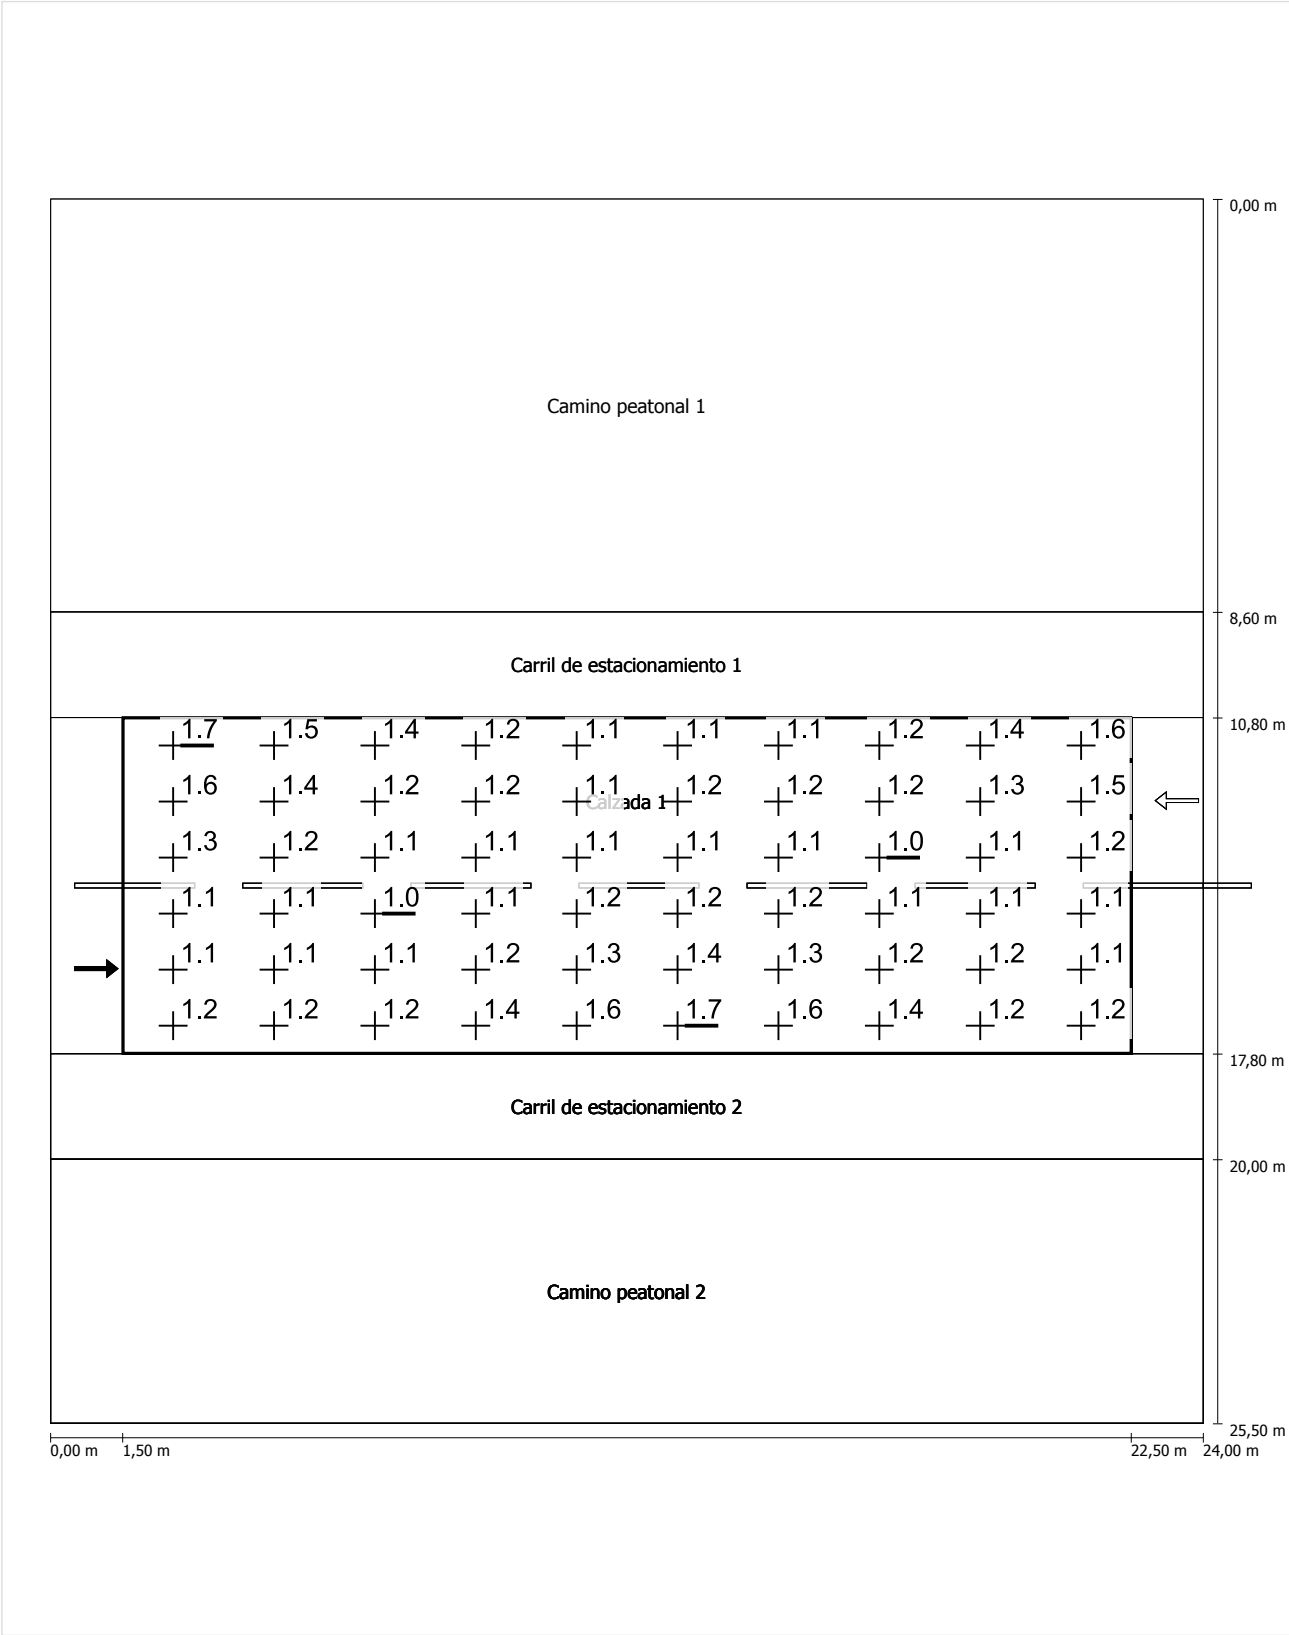 0,00 m
Camino peatonal 1
8,60 m
Carril de estacionamiento 1
10,80 m
1.7 1.5 1.4 1.2 1.1 1.1 1.1 1.2 1.4 1.6
1.6 1.4 1.2 1.2 1.1 1.2 1.2 1.2 1.3 1.5
Calzada 1
1.3 1.2 1.1 1.1 1.1 1.1 1.1 1.0 1.1 1.2
1.1 1.1 1.0 1.1 1.2 1.2 1.2 1.1 1.1 1.1
1.1 1.1 1.1 1.2 1.3 1.4 1.3 1.2 1.2 1.1
1.2 1.2 1.2 1.4 1.6 1.7 1.6 1.4 1.2 1.2
17,80 m
Carril de estacionamiento 2
20,00 m
Camino peatonal 2
25,50 m
0,00 m 1,50 m 22,50 m 24,00 m